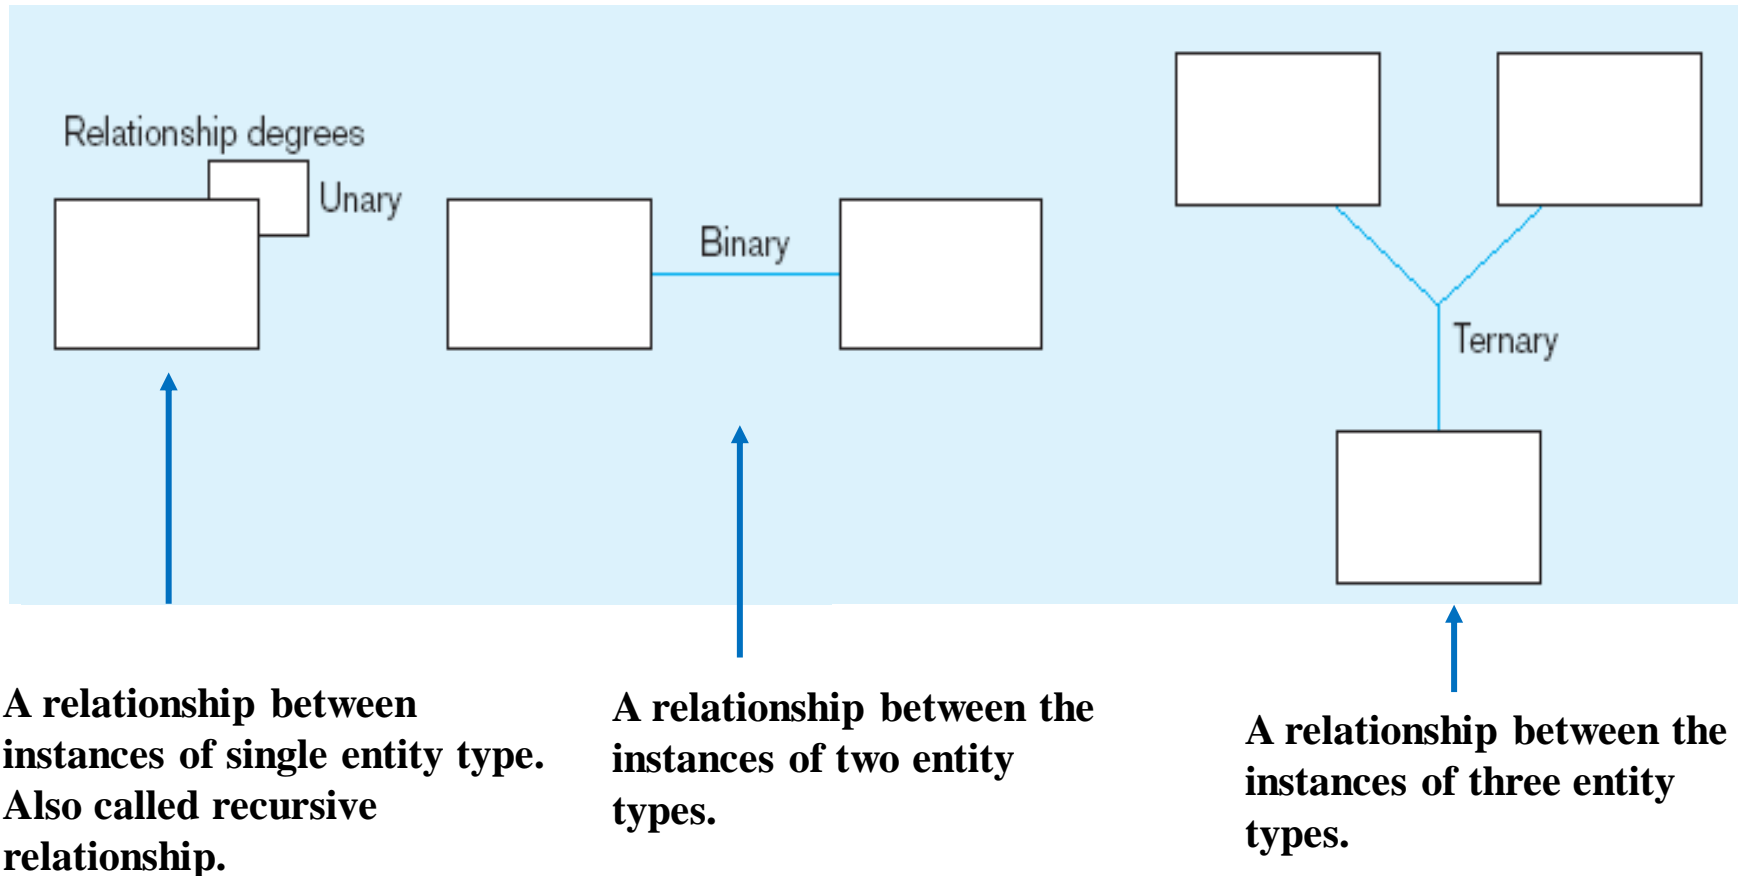 Relationship degrees
Unary
Binary
Ternary
A relationship between
instances of single entity type.
Also called recursive
relationship.
A relationship between the
instances of two entity
types.
A relationship between the
instances of three entity
types.